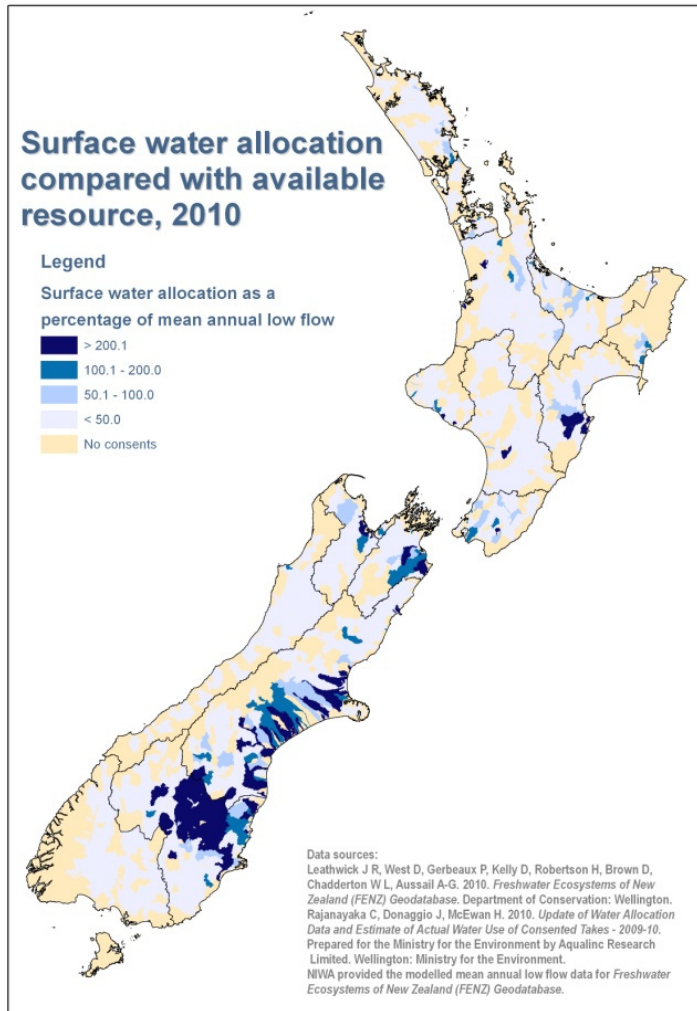 Surface water allocation
compared with available
resource, 2010
Legend
Surface water allocation as a
percentage of mean annual low flow
> 200.1
100.1 - 200.0
50.1 - 100.0
< 50.0
No consents
Data sources:
Leathwick J R, West D, Gerbeaux P, Kelly D, Robertson H, Brown D,
Chadderton W L, Aussail A-G. 2010. Freshwater Ecosystems of New
Zealand (FENZ) Geodatabase. Department of Conservation: Wellington.
Rajanayaka C, Donaggio J, McEwan H. 2010. Update of Water Allocation
Data and Estimate of Actual Water Use of Consented Takes - 2009-10.
Prepared for the Ministry for the Environment by Aqualinc Research
Limited. Wellington: Ministry for the Environment.
NIWA provided the modelled mean annual low flow data for Freshwater
Ecosystems of New Zealand (FENZ) Geodatabase.